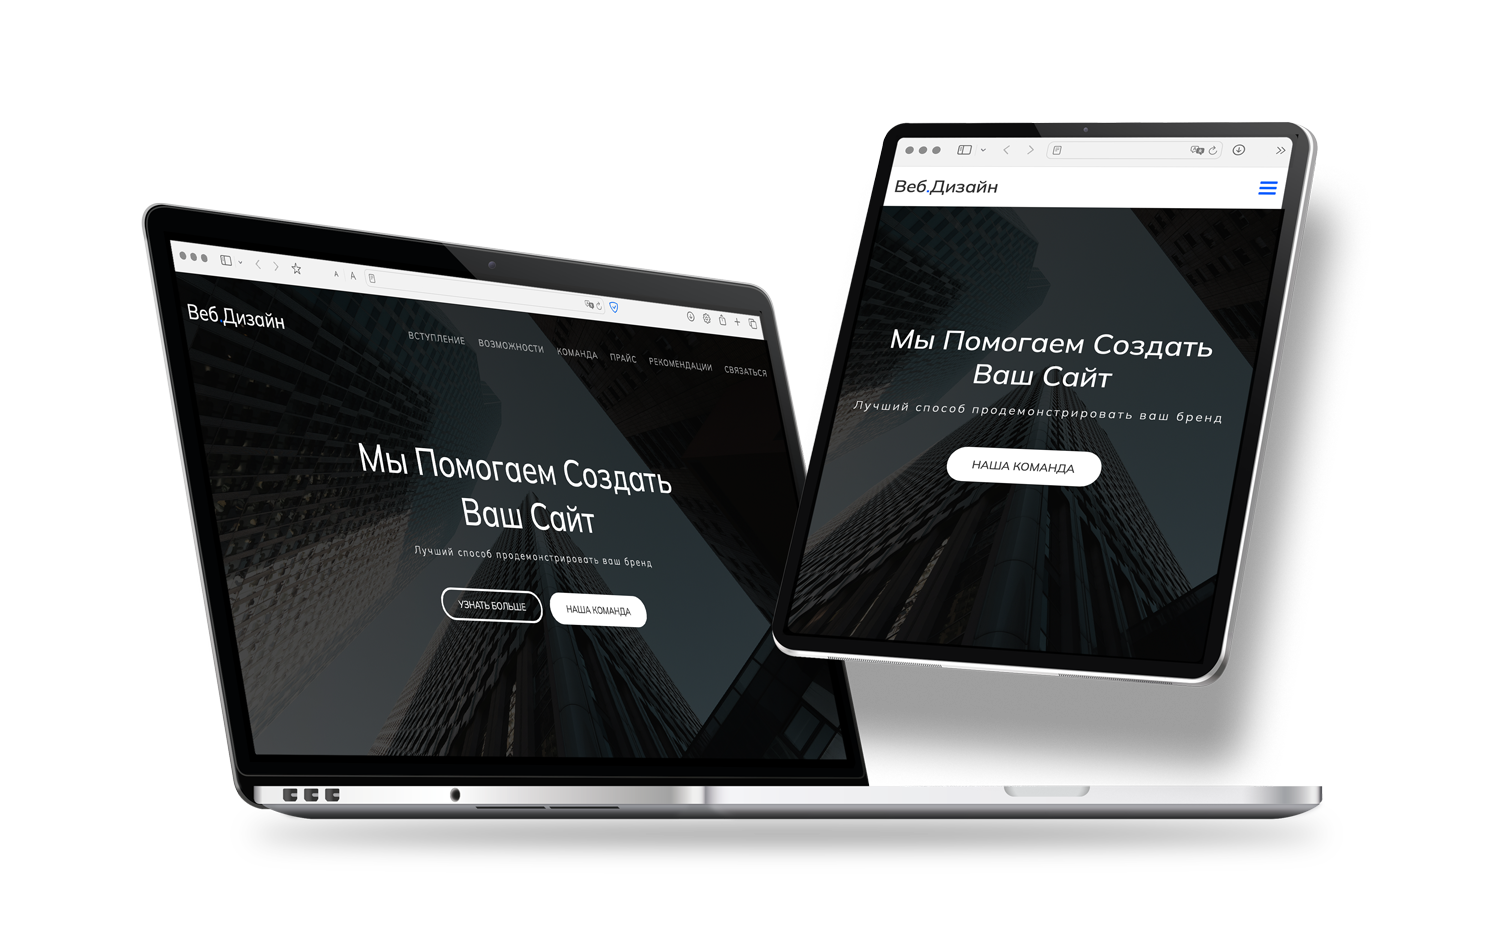 Веб.Дизайн
ВСТУПЛЕНИЕ ВОЗМОЖНОСТИ КОМАНДА ПРАЙС РЕКОМЕНДАЦИИ СВЯЗАТЬСЯ
Мы Помогаем Создать
Ваш Сайт
Лучший способ продемонстрировать ваш бренд
УЗНАТЬ БОЛЬШЕ НАША КОМАНДА
Веб.Дизайн
Мы Помогаем Создать
Ваш Сайт
Лучший способ продемонстрировать ваш бренд
НАША КОМАНДА